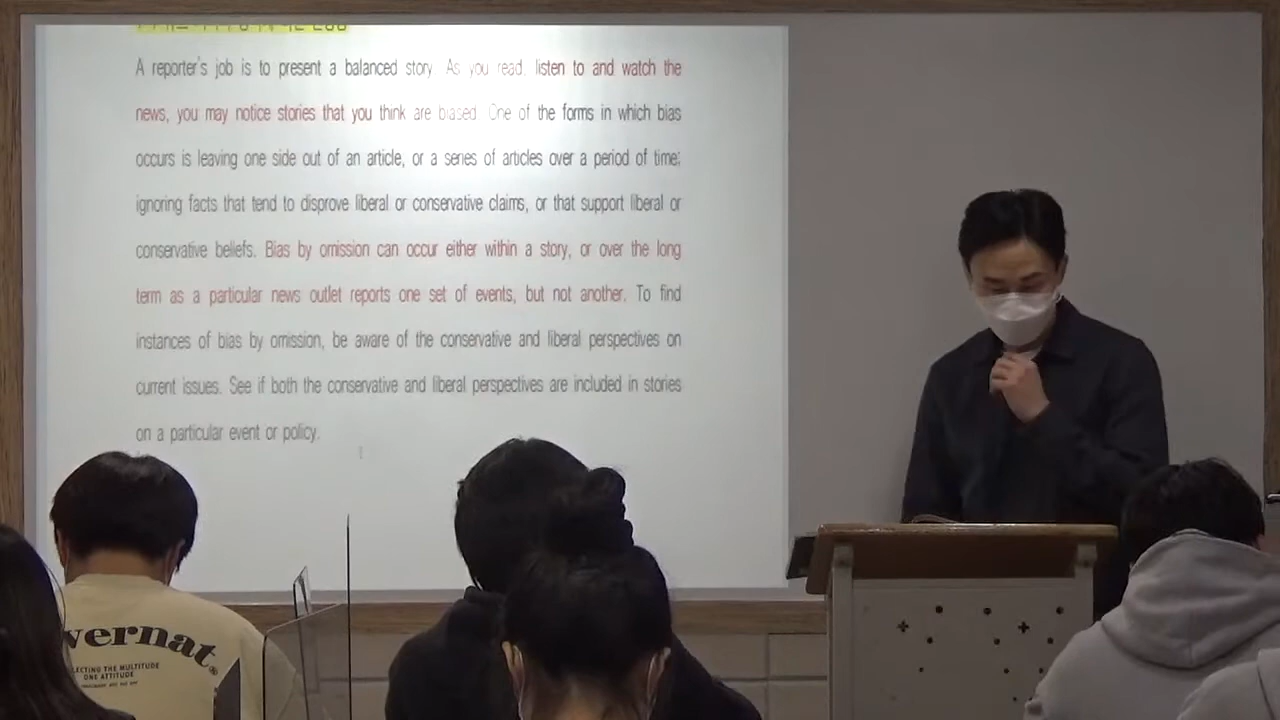 A reporter's job is to present a balanced story. As you read, listen to and watch the
news, you may notice stories that you think are biased. One of the forms in which bias
occurs is leaving one side out of an article, or a series of articles over a period of time;
ignoring facts that tend to disprove liberal or conservative claims, or that support liberal or
conservative beliefs. Bias by omission can occur either within a story, or over the long
term as a particular news outlet reports one set of events, but not another. To find
instances of bias by omission, be aware of the conservative and liberal perspectives on
current issues. See if both the conservative and liberal perspectives are included in stories
on a particular event or policy.
vernat
LECTING THE MULTITUDE
ONE ATTITUDE